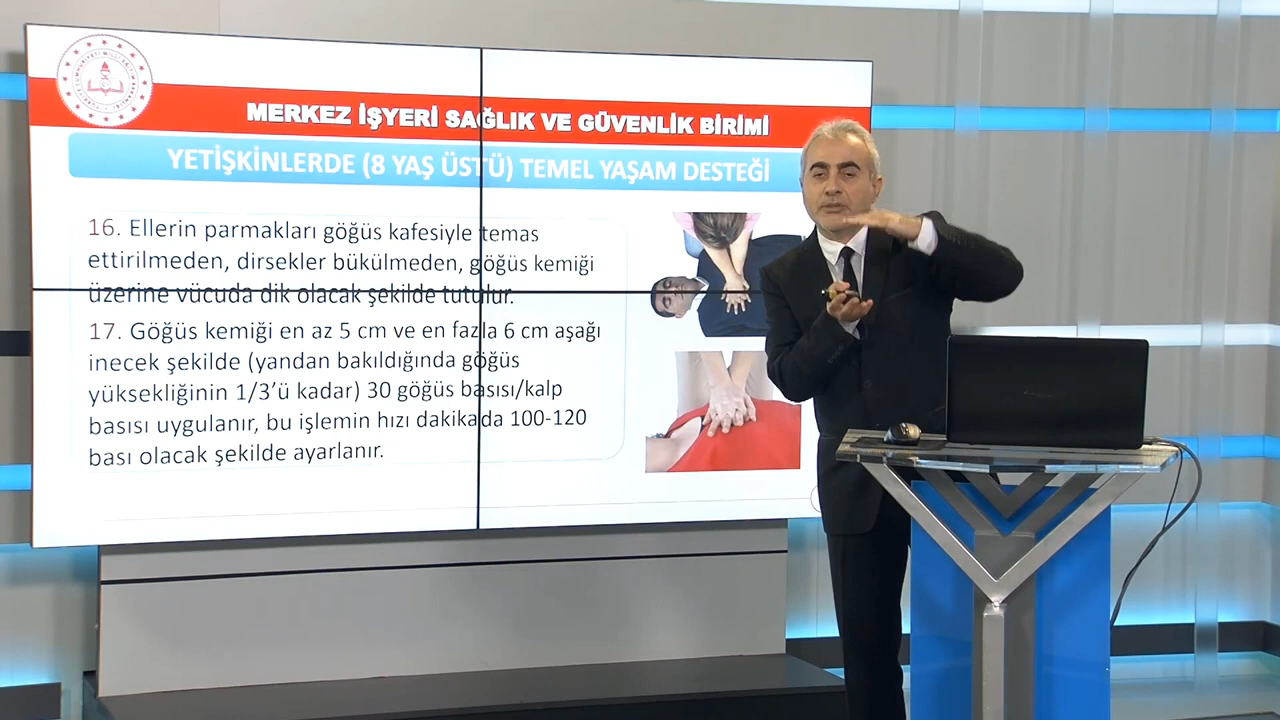 MERKEZ İŞYERİ SAĞLIK VE GÜVENLİK BİRİMİ
YETİŞKİNLERDE (8 YAŞ ÜSTÜ) TEMEL YAŞAM DESTEĞİ
16. Ellerin parmakları göğüs kafesiyle temas
ettirilmeden, dirsekler bükülmeden, göğüs kemiği
üzerine vücuda dik olacak şekilde tutulur.
17. Göğüs kemiği en az 5 cm ve en fazla 6 cm aşağı
inecek şekilde (yandan bakıldığında göğüs
yüksekliğinin 1/3’ü kadar) 30 göğüs basısı/kalp
basısı uygulanır, bu işlemin hızı dakikada 100-120
bası olacak şekilde ayarlanır.